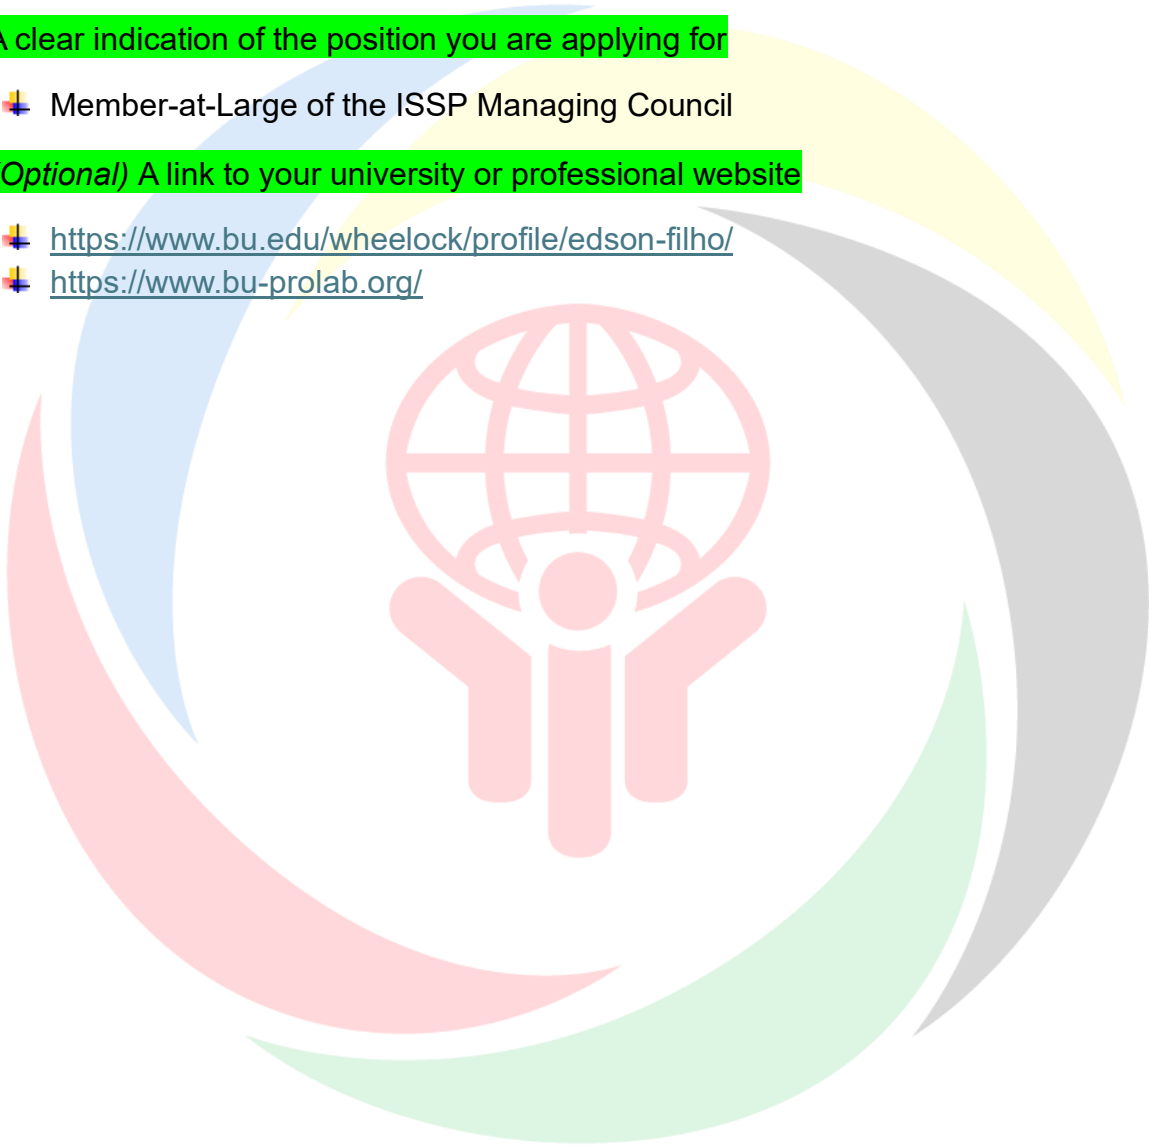 A clear indication of the position you are applying for
Member-at-Large of the ISSP Managing Council
(Optional) A link to your university or professional website
https://www.bu.edu/wheelock/profile/edson-filho/
https://www.bu-prolab.org/